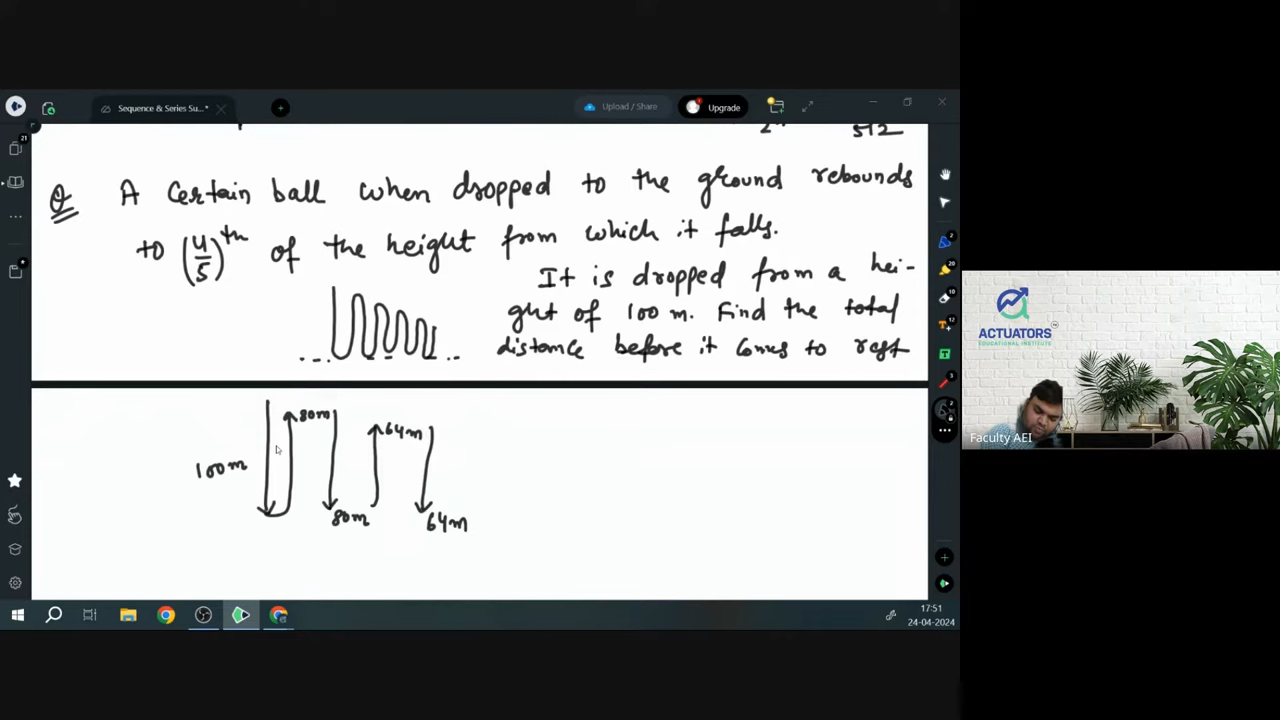 Sequence & Series Su...*
Upload / Share
Upgrade
21
512
Q A certain ball when dropped to the ground rebounds
to (4/5)th of the height from which it falls.
It is dropped from a hei-
ght of 100 m. Find the total
distance before it comes to rest
100m
80m
80m
64m
64m
ACTUATORS
EDUCATIONAL INSTITUTE
Faculty AEI
17:51
24-04-2024